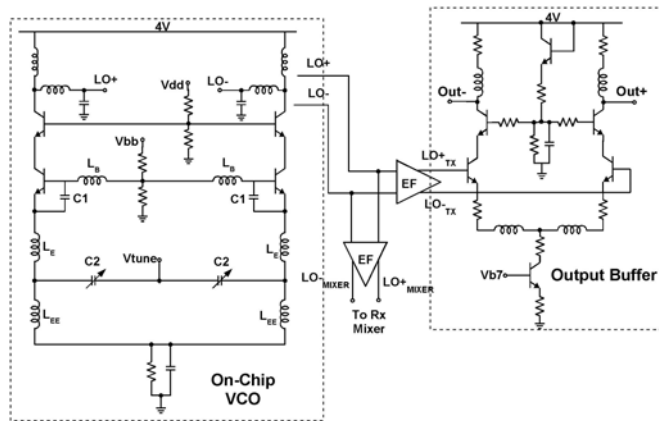 4V
LO+
Vdd
LO-
Vbb
LB
LB
C1
C1
LE
LE
C2
Vtune
C2
LEE
LEE
On-Chip
VCO
LO+
LO-
EF
EF
LO+TX
LO-TX
LO-MIXER
LO+MIXER
To Rx
Mixer
4V
Out-
Out+
Vb7
Output Buffer